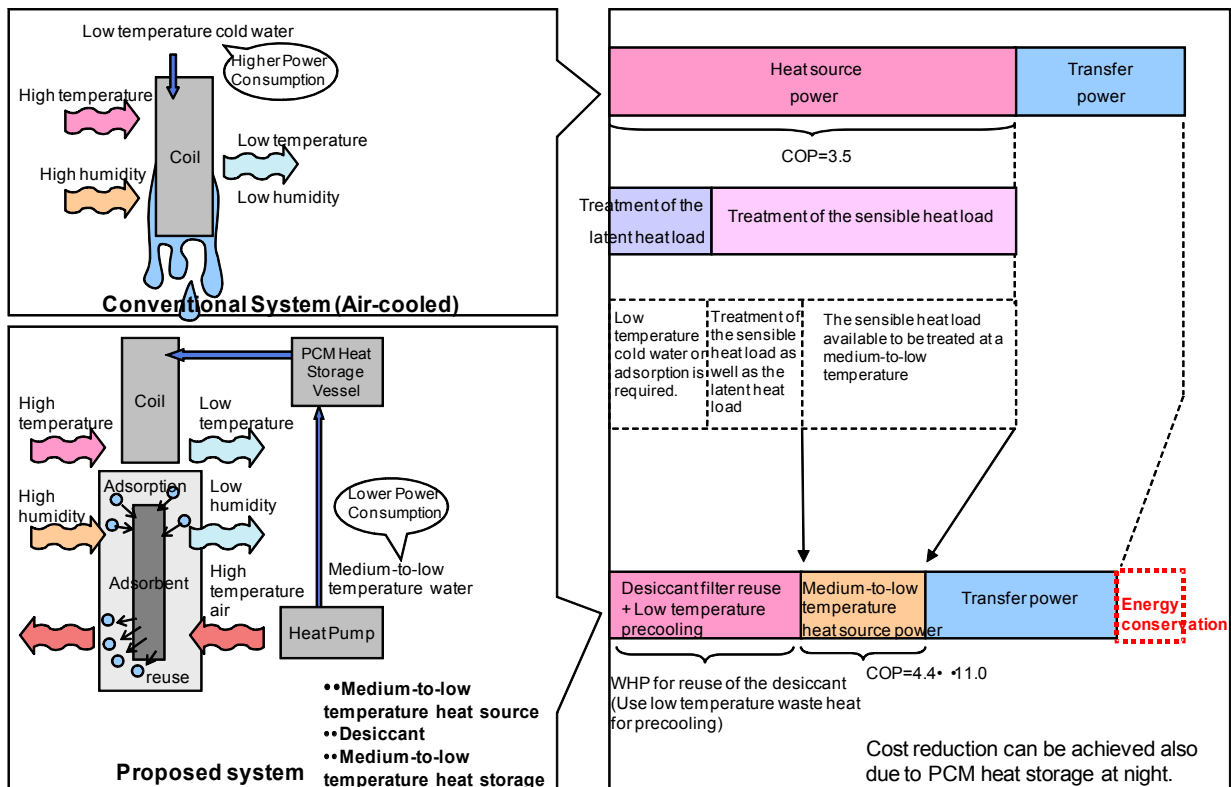 Low temperature cold water
Higher Power
Consumption
High temperature
Coil
Low temperature
High humidity
Low humidity
Conventional System (Air-cooled)
Heat source
power
Transfer
power
COP=3.5
Treatment of the
latent heat load
Treatment of the sensible heat load
Low
temperature
cold water or
adsorption is
required.
Treatment of
the sensible
heat load as
well as the
latent heat
load
The sensible heat load
available to be treated at a
medium-to-low
temperature
PCM Heat
Storage
Vessel
Coil
High
temperature
Low
temperature
Adsorption
High
humidity
Low
humidity
Lower Power
Consumption
Adsorbent
High
temperature
air
Medium-to-low
temperature water
Heat Pump
reuse
••Medium-to-low
temperature heat source
••Desiccant
••Medium-to-low
temperature heat storage
Proposed system
Desiccant filter reuse
+ Low temperature
precooling
Medium-to-low
temperature
heat source power
Transfer power
Energy
conservation
WHP for reuse of the desiccant
(Use low temperature waste heat
for precooling)
COP=4.4• •11.0
Cost reduction can be achieved also
due to PCM heat storage at night.